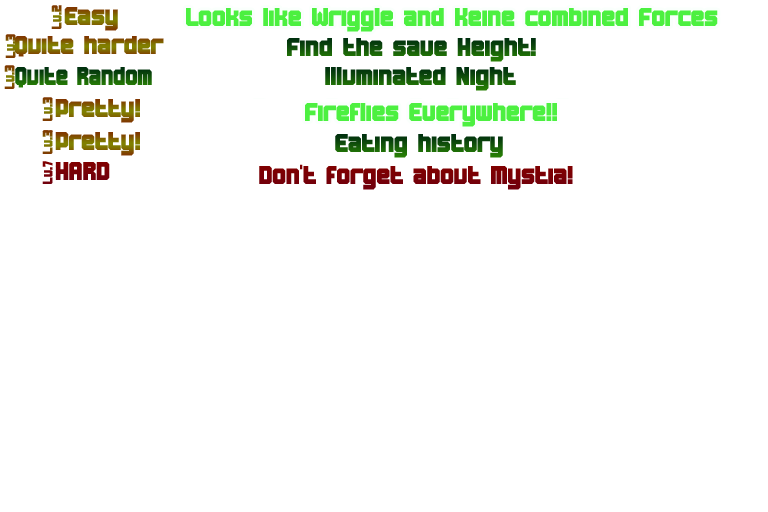 Lv.2 Easy Looks like Wriggle and Keine combined Forces
Lv.3 Quite harder Find the save Height!
Lv.3 Quite Random Illuminated Night
Lv.3 Pretty! Fireflies Everywhere!!
Lv.3 Pretty! Eating history
Lv.7 HARD Don't forget about Mystia!